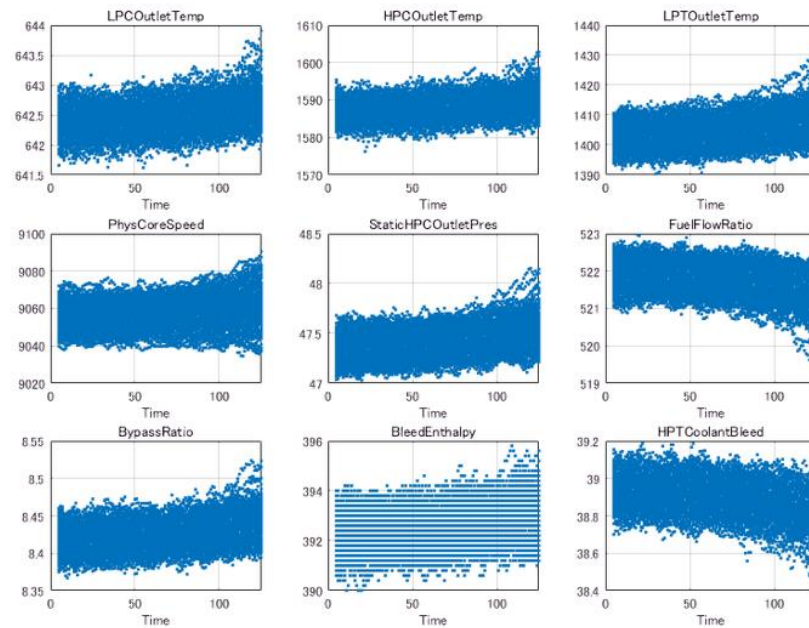 LPCOutletTemp
HPCOutletTemp
LPTOutletTemp
644
643.5
643
642.5
642
641.5
0 50 100
Time
1610
1600
1590
1580
1570
0 50 100
Time
1440
1430
1420
1410
1400
1390
0 50 100
Time
PhysCoreSpeed
StaticHPCOutletPres
FuelFlowRatio
9100
9080
9060
9040
9020
0 50 100
Time
48.5
48
47.5
47
0 50 100
Time
523
522
521
520
519
0 50 100
Time
BypassRatio
BleedEnthalpy
HPTCoolantBleed
8.55
8.5
8.45
8.4
8.35
0 50 100
Time
396
394
392
390
0 50 100
Time
39.2
39
38.8
38.6
38.4
0 50 100
Time